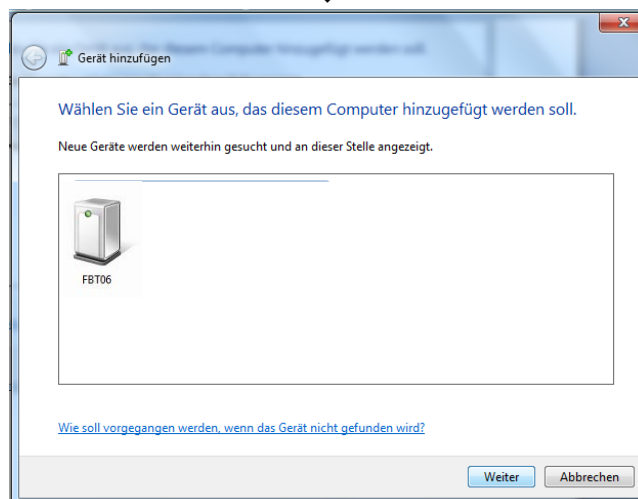 Gerät hinzufügen
Wählen Sie ein Gerät aus, das diesem Computer hinzugefügt werden soll.
Neue Geräte werden weiterhin gesucht und an dieser Stelle angezeigt.
FBT06
Wie soll vorgegangen werden, wenn das Gerät nicht gefunden wird?
Weiter Abbrechen